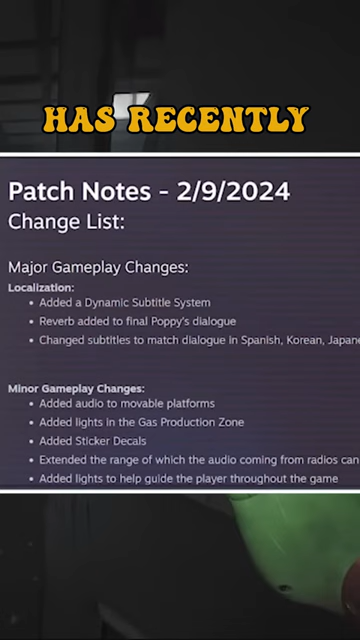 HAS RECENTLY
Patch Notes - 2/9/2024
Change List:
Major Gameplay Changes:
Localization:
• Added a Dynamic Subtitle System
• Reverb added to final Poppy's dialogue
• Changed subtitles to match dialogue in Spanish, Korean, Japane
Minor Gameplay Changes:
• Added audio to movable platforms
• Added lights in the Gas Production Zone
• Added Sticker Decals
• Extended the range of which the audio coming from radios can
• Added lights to help guide the player throughout the game